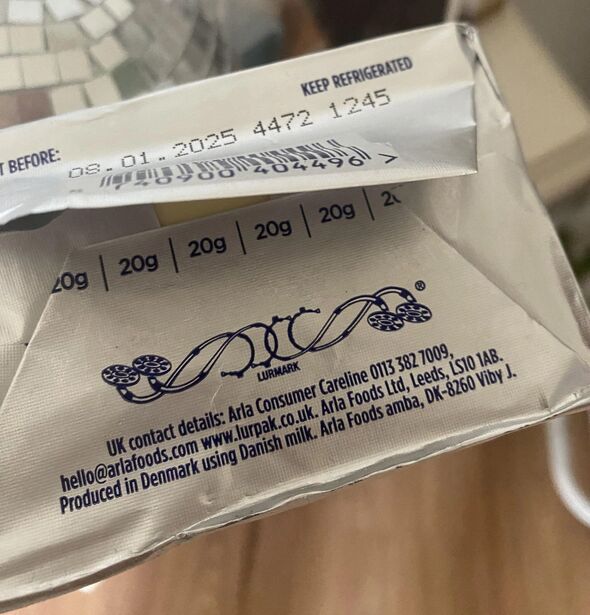 KEEP REFRIGERATED
BEFORE: 08.01.2025 4472 1245
740900 404496 >
20g | 20g | 20g | 20g | 20g |
®
LURMARK
UK contact details: Arla Consumer Careline 0113 382 7009,
hello@arlafoods.com www.lurpak.co.uk. Arla Foods Ltd, Leeds, LS10 1AB.
Produced in Denmark using Danish milk. Arla Foods amba, DK-8260 Viby J.